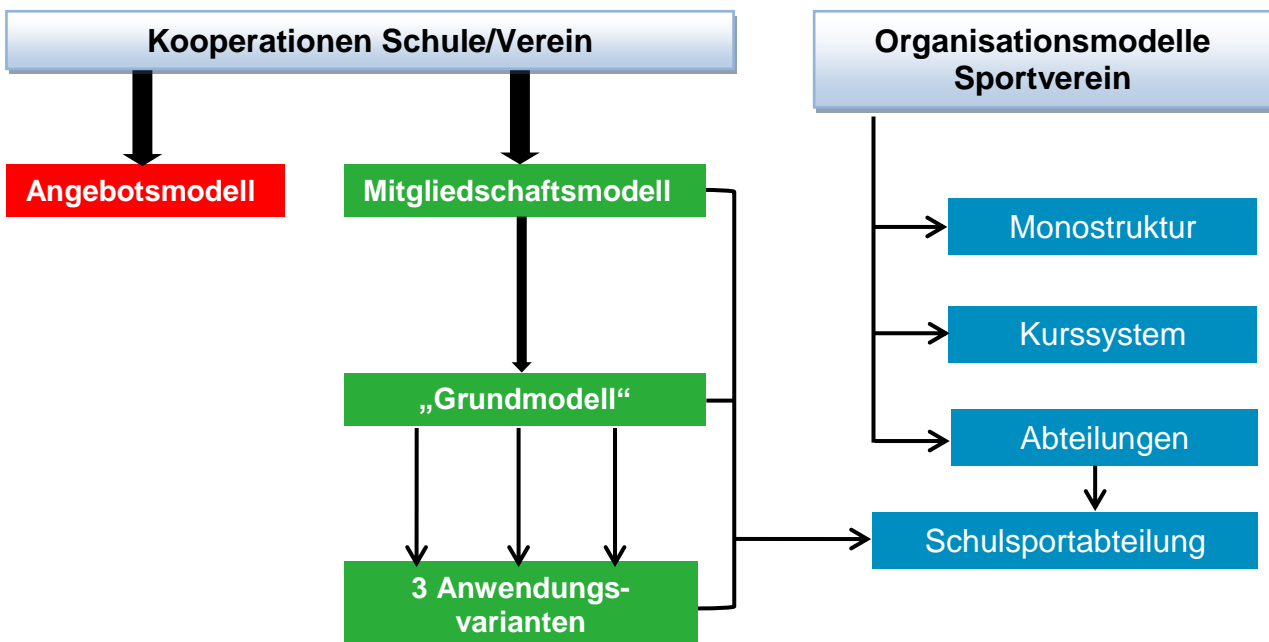 Kooperationen Schule/Verein
Organisationsmodelle
Sportverein
Angebotsmodell
Mitgliedschaftsmodell
Monostruktur
Kurssystem
„Grundmodell“
Abteilungen
Schulsportabteilung
3 Anwendungs-
varianten